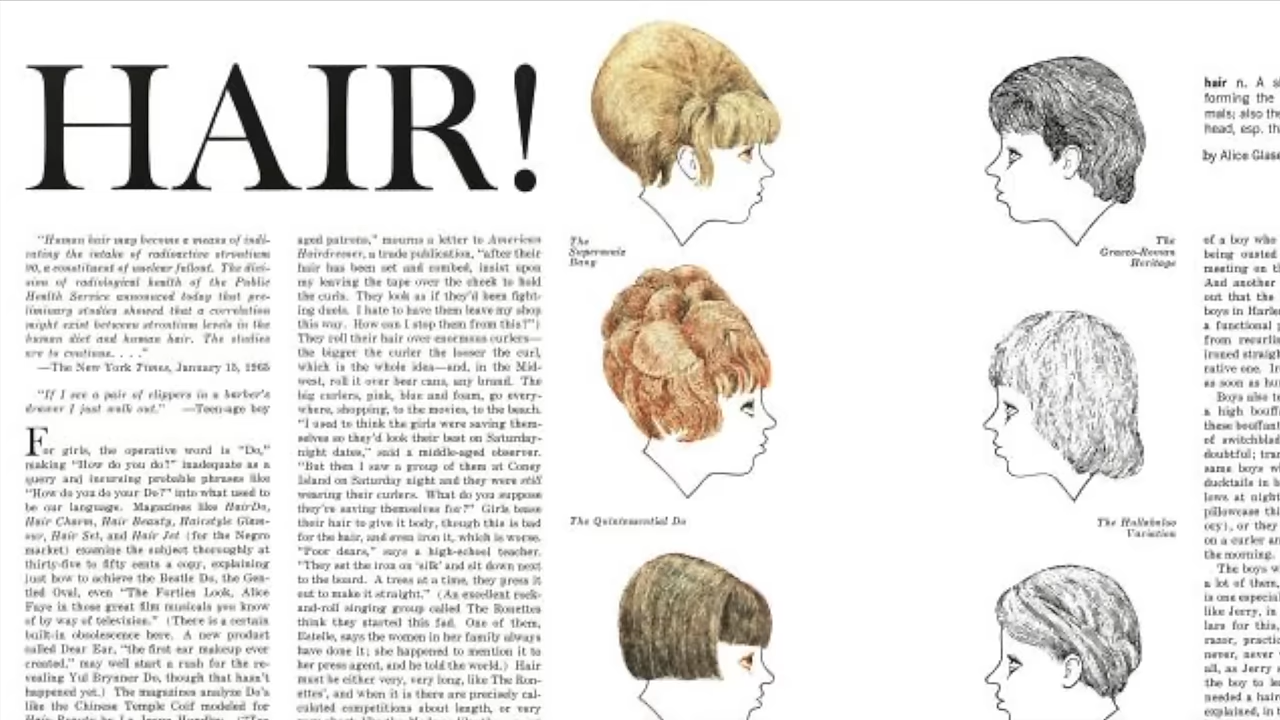 HAIR!
"Human hair may become a means of indi-
cating the intake of radioactive strontium
90, a constituent of nuclear fallout. The divi-
sion of radiological health of the Public
Health Service announced today that pre-
liminary studies showed that a correlation
might exist between strontium levels in the
human diet and human hair. The studies
are to continue. . . ."
—The New York Times, January 15, 1965
"If I see a pair of clippers in a barber's
drawer I just walk out." —Teen-age boy
For girls, the operative word is "Do,"
making "How do you do?" inadequate as a
query and incurring probable phrases like
"How do you do your Do?" into what used to
be our language. Magazines like HairDo,
Hair Charm, Hair Beauty, Hairstyle Glam-
our, Hair Set, and Hair Jet (for the Negro
market) examine the subject thoroughly at
thirty-five to fifty cents a copy, explaining
just how to achieve the Beatle Do, the Gen-
tled Oval, even "The Forties Look, Alice
Faye in those great film musicals you know
of by way of television." (There is a certain
built-in obsolescence here. A new product
called Dear Ear, "the first ear makeup ever
created," may well start a rush for the re-
vealing Yul Brynner Do, though that hasn't
happened yet.) The magazines analyze Do's
like the Chinese Temple Coif modeled for
aged patrons," mourns a letter to American
Hairdresser, a trade publication, "after their
hair has been set and combed, insist upon
my leaving the tape over the cheek to hold
the curls. They look as if they'd been fight-
ing duels. I hate to have them leave my shop
this way. How can I stop them from this?")
They roll their hair over enormous curlers—
the bigger the curler the looser the curl,
which is the whole idea—and, in the Mid-
west, roll it over beer cans, any brand. The
big curlers, pink, blue and foam, go every-
where, shopping, to the movies, to the beach.
"I used to think the girls were saving them-
selves so they'd look their best on Saturday-
night dates," said a middle-aged observer.
"But then I saw a group of them at Coney
Island on Saturday night and they were still
wearing their curlers. What do you suppose
they're saving themselves for?" Girls tease
their hair to give it body, though this is bad
for the hair, and even iron it, which is worse.
"Poor dears," says a high-school teacher.
"They set the iron on 'silk' and sit down next
to the board. A trees at a time, they press it
out to make it straight." (An excellent rock-
and-roll singing group called The Ronettes
think they started this fad. One of them,
Estelle, says the women in her family always
have done it; she happened to mention it to
her press agent, and he told the world.) Hair
must be either very, very long, like The Ron-
ettes', and when it is there are precisely cal-
culated competitions about length, or very
The
Supersonic
Bang
The Quintessential Do
The
Graeco-Roman
Heritage
The Hullabaloo
Variation
hair n. A
forming the
mals; also the
head, esp.
by Alice
of a boy who
being ousted
meeting on
And another
out that the
boys in
a functional
from
ironed
rative one.
as soon as
Boys also
a high
these bouffant
of
doubtful;
same boys
ducktails in
lows at
pillowcase
ory), or they
on a curler
the morning.
The boys
a lot of them,
is one
like Jerry, is
lars for this,
razor,
never, never
all, as Jerry
the boy to
needed a
explained, in